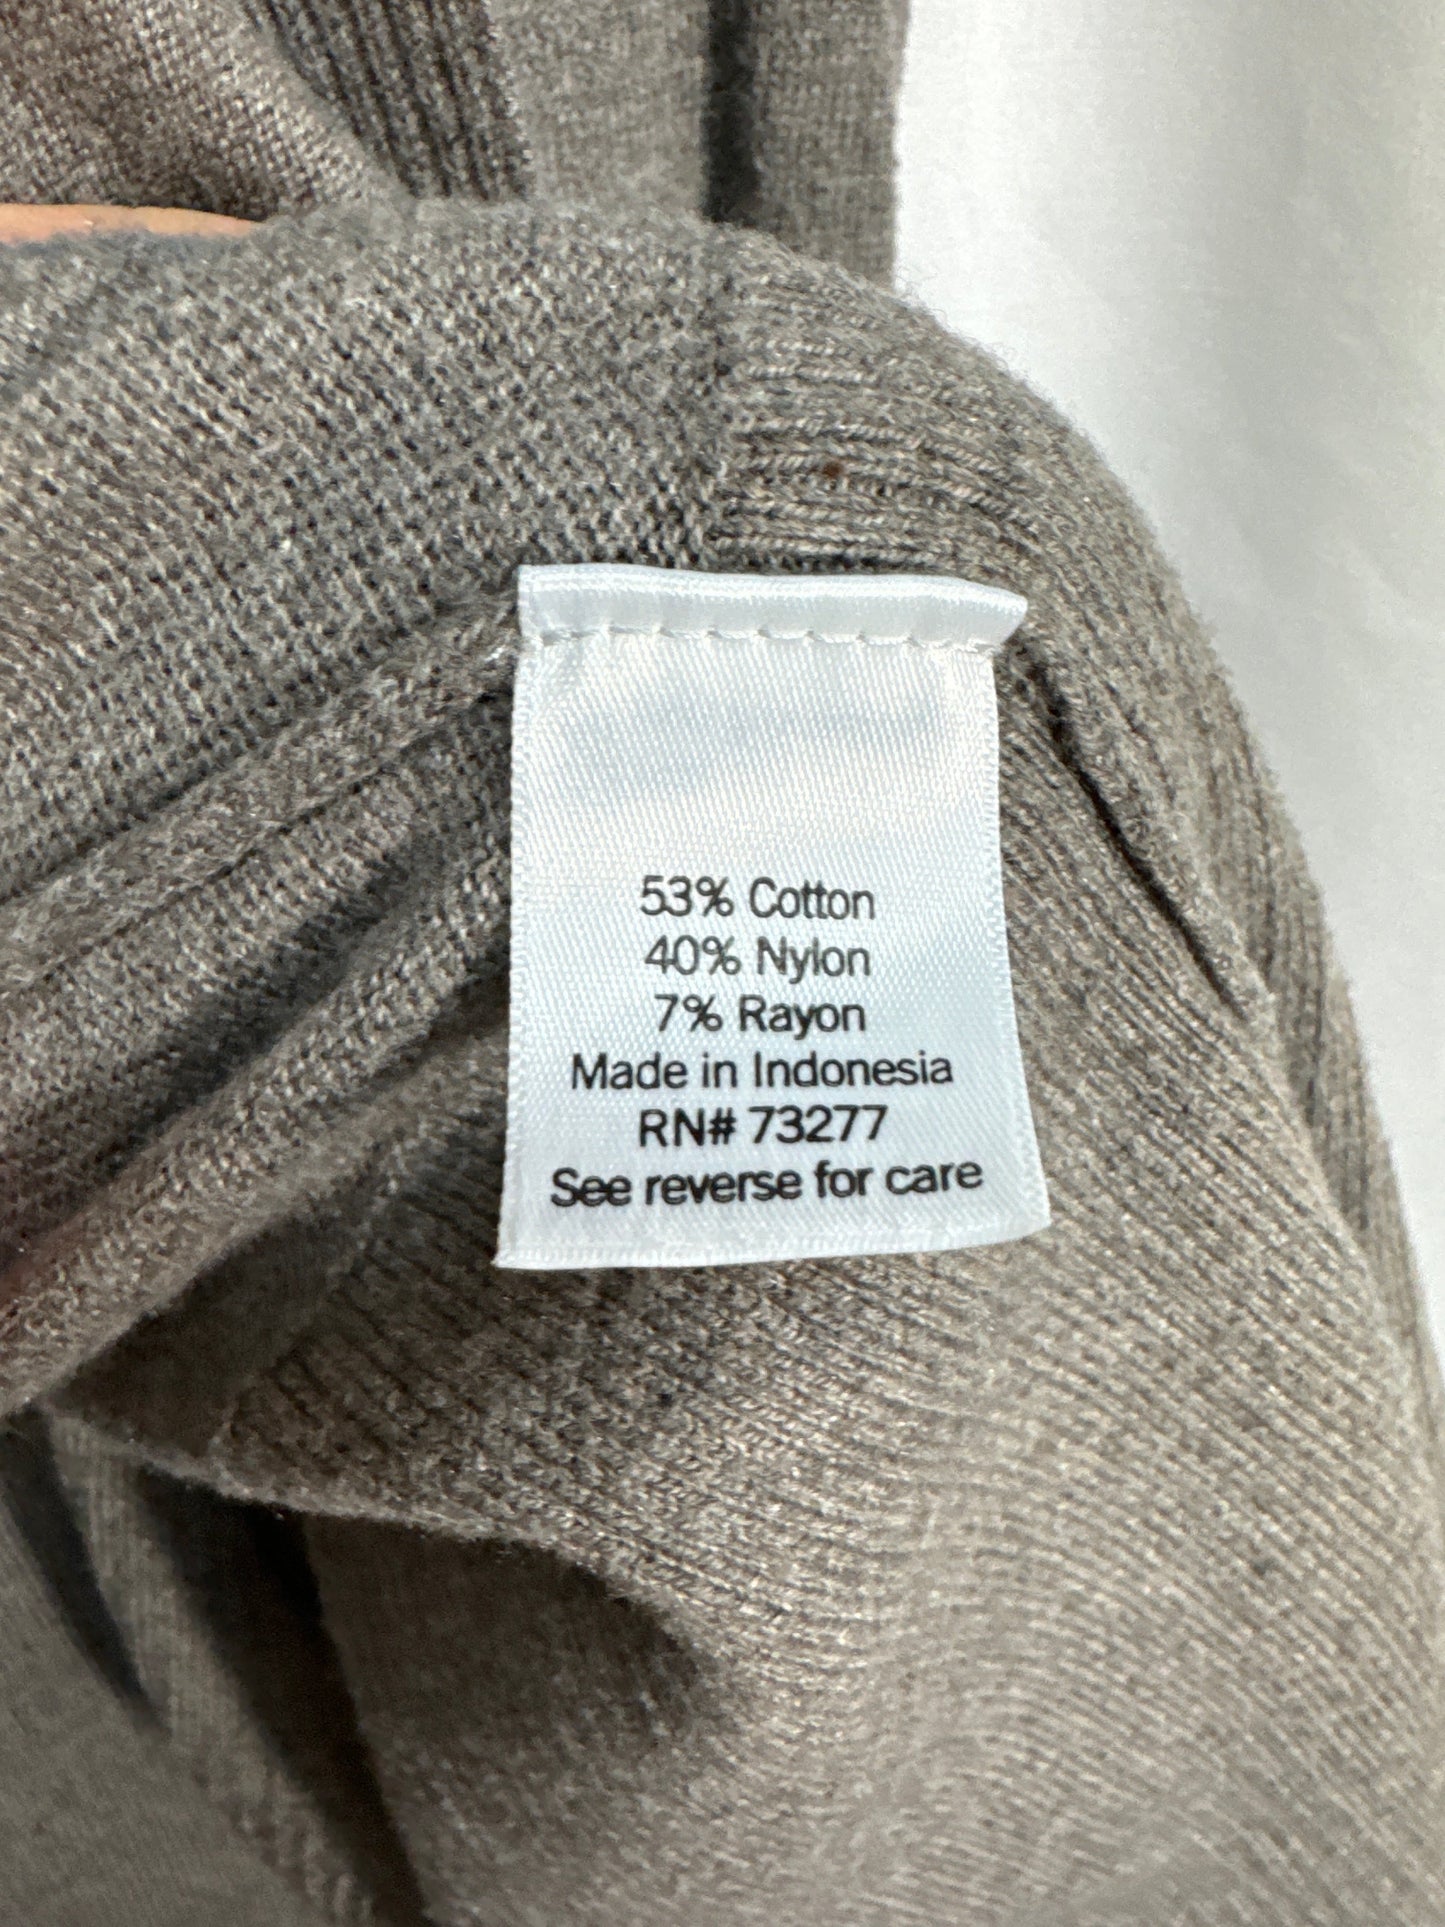 53% Cotton
40% Nylon
7% Rayon
Made in Indonesia
RN# 73277
See reverse for care